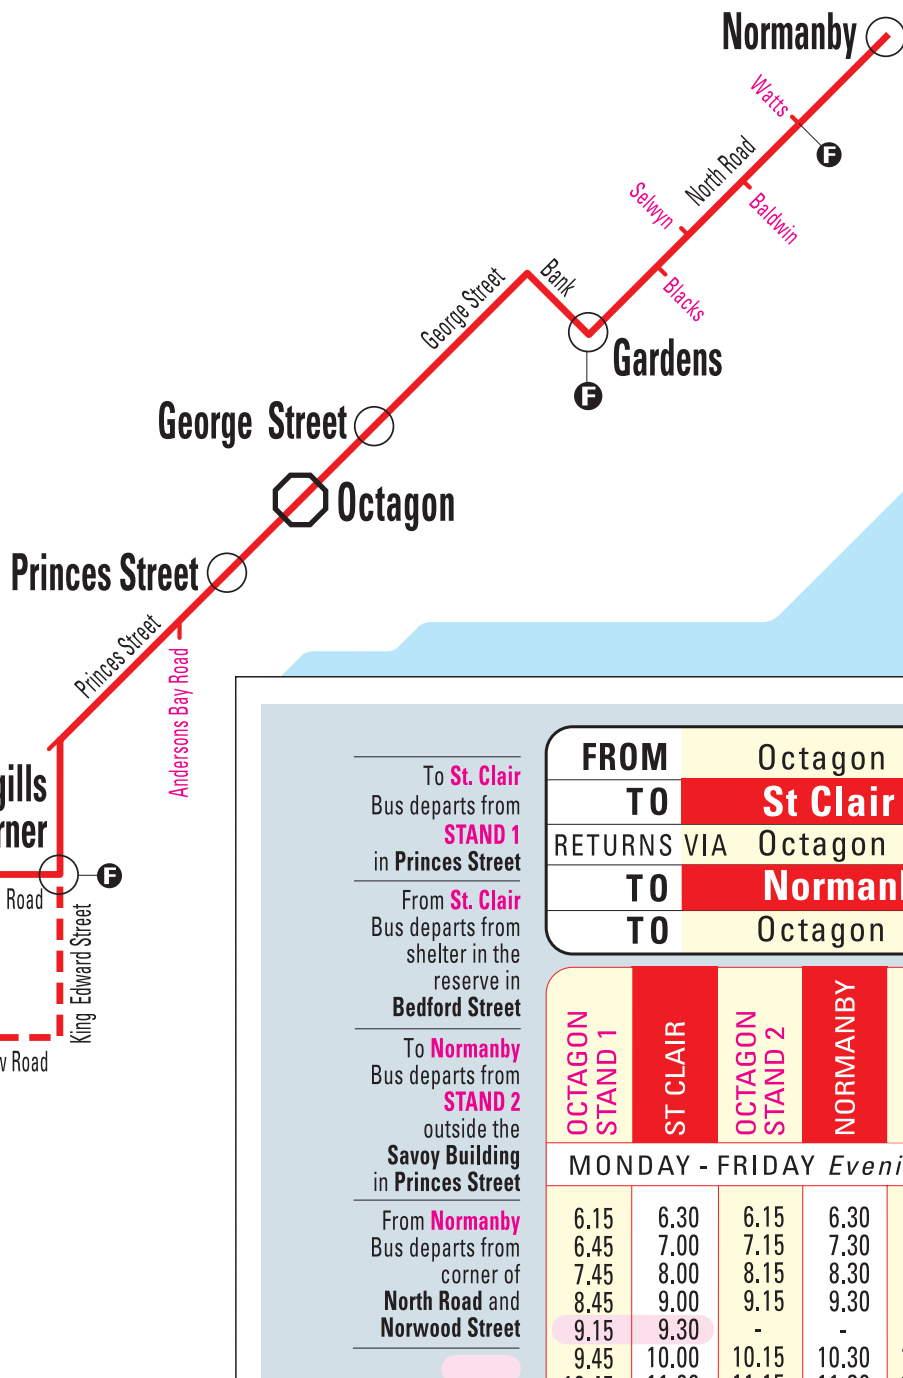 Normanby
Watts
F
North Road
Selwyn
Baldwin
Bank
Blacks
George Street
Gardens
F
George Street
Octagon
Princes Street
Princes Street
Andersons Bay Road
gills
rner
F
Road
King Edward Street
Road
To St. Clair
Bus departs from
STAND 1
in Princes Street
From St. Clair
Bus departs from
shelter in the
reserve in
Bedford Street
To Normanby
Bus departs from
STAND 2
outside the
Savoy Building
in Princes Street
From Normanby
Bus departs from
corner of
North Road and
Norwood Street
FROM Octagon
TO St Clair
RETURNS VIA Octagon
TO Norman
TO Octagon
OCTAGON STAND 1
ST CLAIR
OCTAGON STAND 2
NORMANBY
MONDAY - FRIDAY Eveni
6.15 6.30 6.15 6.30
6.45 7.00 7.15 7.30
7.45 8.00 8.15 8.30
8.45 9.00 9.15 9.30
9.15 9.30 - -
9.45 10.00 10.15 10.30